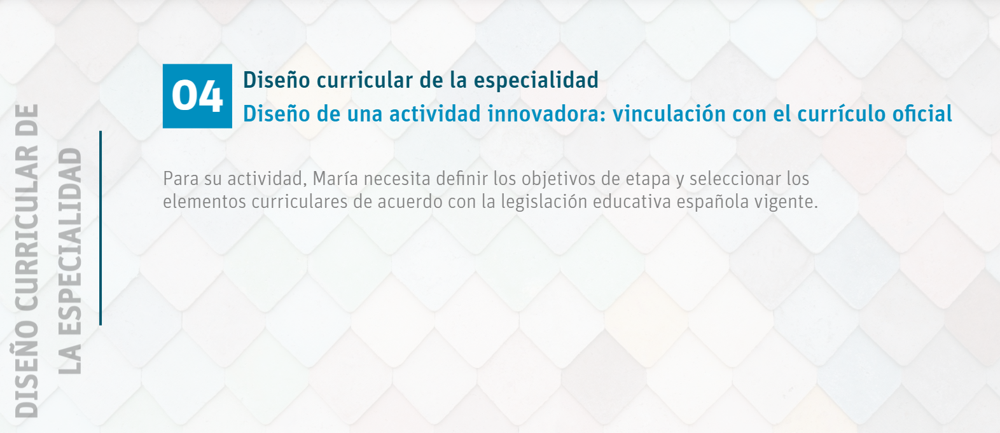 DISEÑO CURRICULAR DE
LA ESPECIALIDAD
04
Diseño curricular de la especialidad
Diseño de una actividad innovadora: vinculación con el currículo oficial
Para su actividad, María necesita definir los objetivos de etapa y seleccionar los
elementos curriculares de acuerdo con la legislación educativa española vigente.